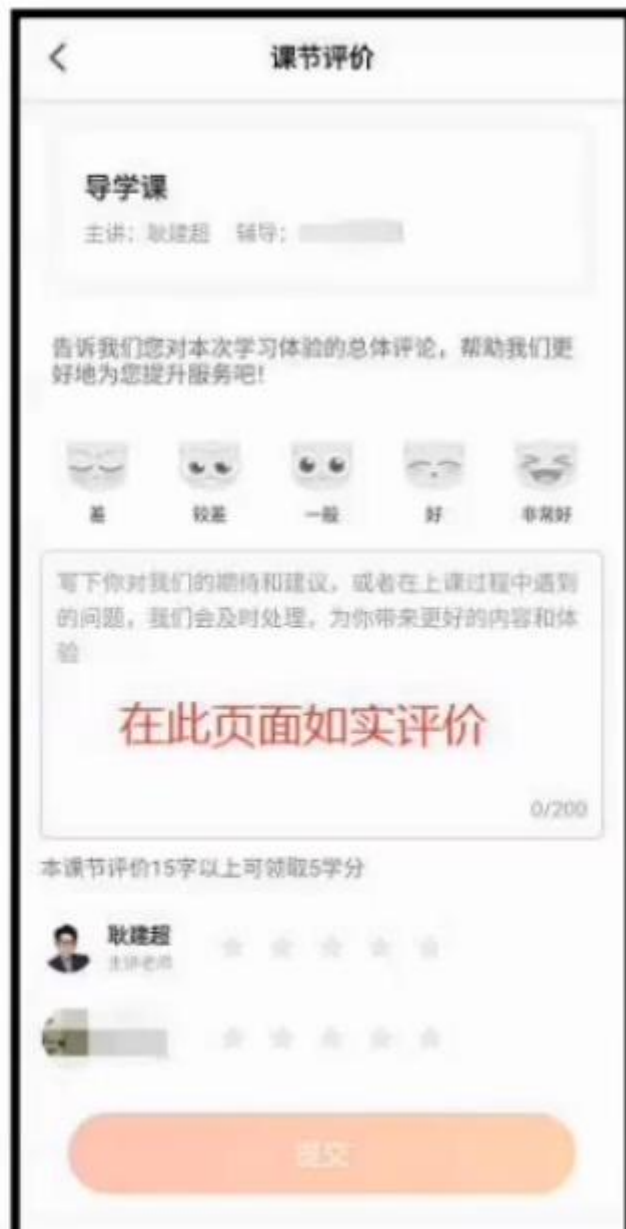 课节评价
导学课
主讲：耿建超 辅导：
告诉我们您对本次学习体验的总体评论，帮助我们更
好地为您提升服务吧！
差 较差 一般 好 非常好
写下你对我们的期待和建议，或者在上课过程中遇到
的问题，我们会及时处理，为你带来更好的内容和体
验
在此页面如实评价
0/200
本课节评价15字以上可领取5学分
耿建超
主讲老师
提交